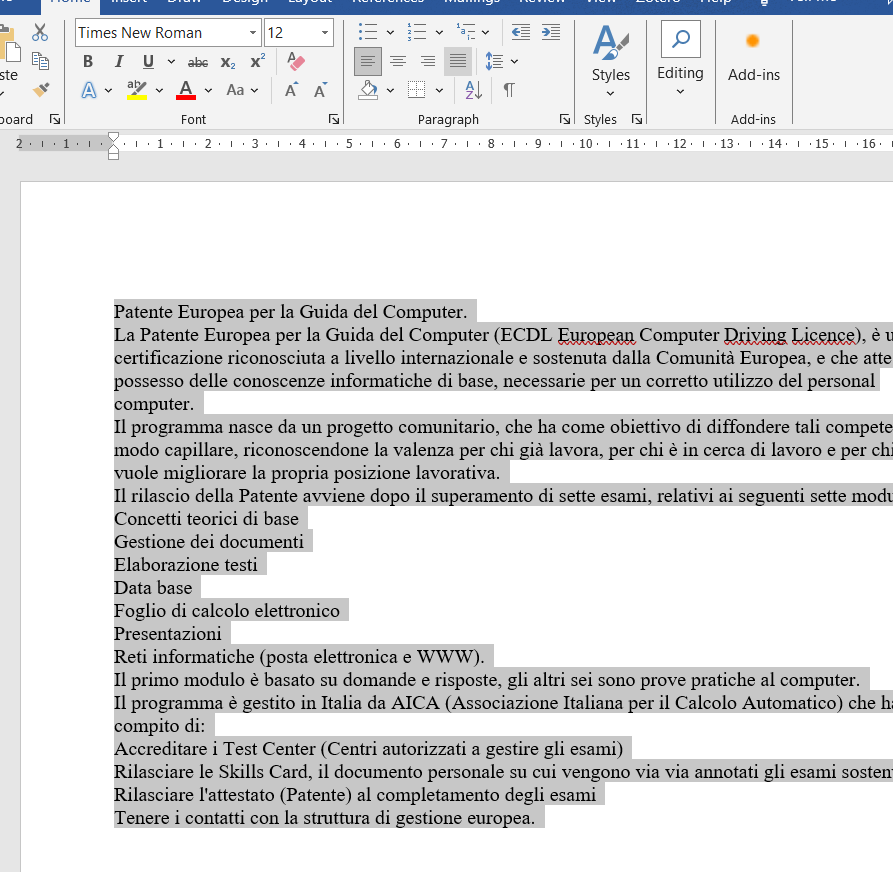 Home Insert Draw Design Layout References Mailings Review View Zotero Help Tell me
Times New Roman 12
B I U abc x2 x2
A ab A Aa A A
Styles
Editing
Add-ins
Font
Paragraph
Styles
Add-ins
2 1 1 2 3 4 5 6 7 8 9 10 11 12 13 14 15 16
Patente Europea per la Guida del Computer.
La Patente Europea per la Guida del Computer (ECDL European Computer Driving Licence), è
certificazione riconosciuta a livello internazionale e sostenuta dalla Comunità Europea, e che
possesso delle conoscenze informatiche di base, necessarie per un corretto utilizzo del personal
computer.
Il programma nasce da un progetto comunitario, che ha come obiettivo di diffondere tali
modo capillare, riconoscendone la valenza per chi già lavora, per chi è in cerca di lavoro e per chi
vuole migliorare la propria posizione lavorativa.
Il rilascio della Patente avviene dopo il superamento di sette esami, relativi ai seguenti sette
Concetti teorici di base
Gestione dei documenti
Elaborazione testi
Data base
Foglio di calcolo elettronico
Presentazioni
Reti informatiche (posta elettronica e WWW).
Il primo modulo è basato su domande e risposte, gli altri sei sono prove pratiche al computer.
Il programma è gestito in Italia da AICA (Associazione Italiana per il Calcolo Automatico) che
compito di:
Accreditare i Test Center (Centri autorizzati a gestire gli esami)
Rilasciare le Skills Card, il documento personale su cui vengono via via annotati gli esami
Rilasciare l'attestato (Patente) al completamento degli esami
Tenere i contatti con la struttura di gestione europea.